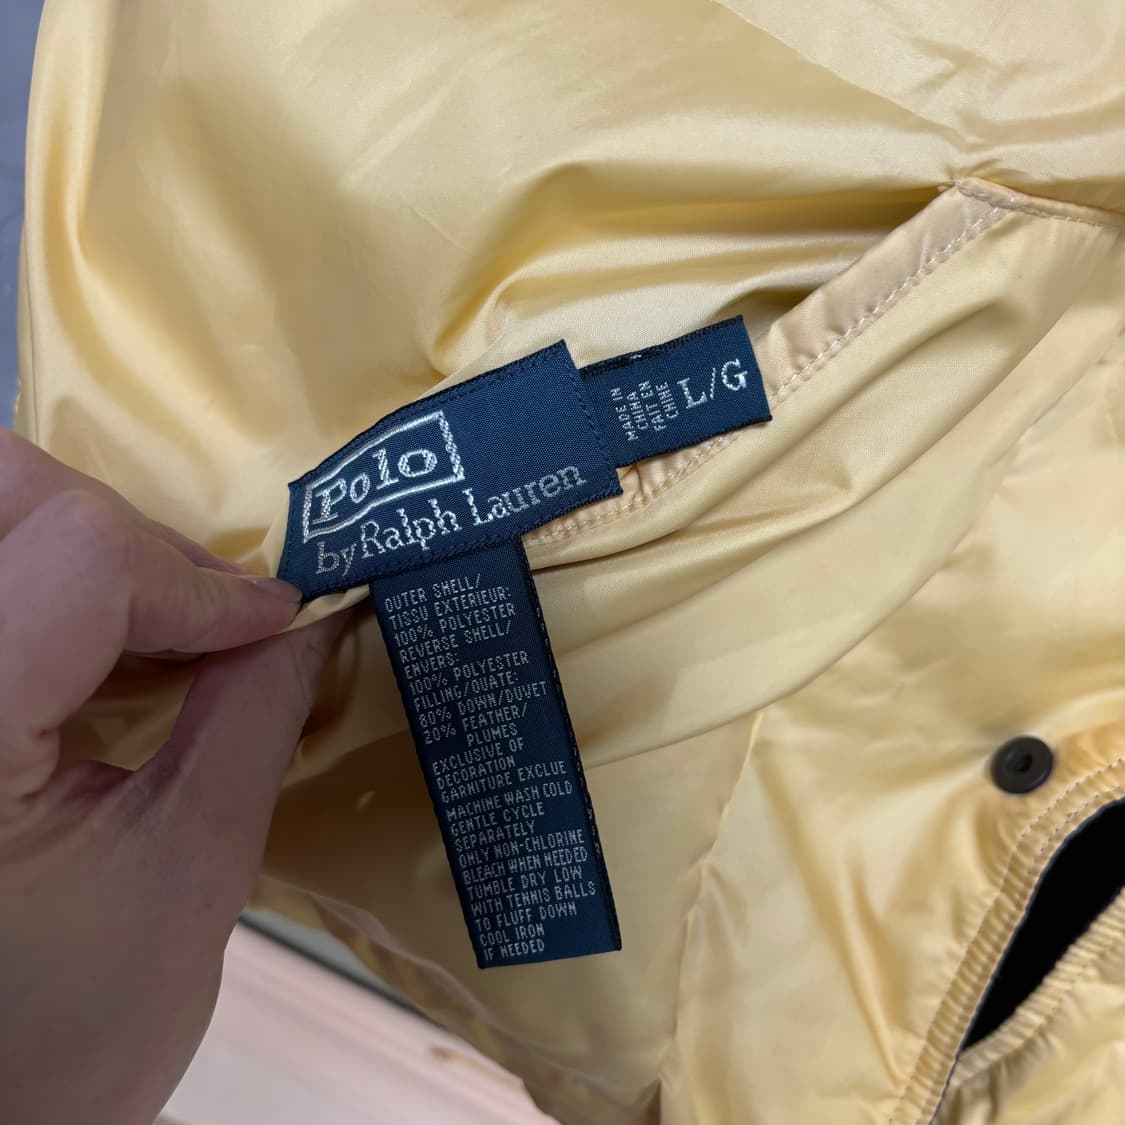 Polo
by Ralph Lauren
MADE IN
CHINA
FAIT EN
CHINE
L/G
OUTER SHELL/
TISSU EXTERIEUR:
100% POLYESTER
REVERSE SHELL/
ENVERS:
100% POLYESTER
FILLING/OUATE:
80% DOWN/DUVET
20% FEATHER/
PLUMES
EXCLUSIVE OF
DECORATION
GARNITURE EXCLUE
MACHINE WASH COLD
GENTLE CYCLE
SEPARATELY
ONLY NON-CHLORINE
BLEACH WHEN NEEDED
TUMBLE DRY LOW
WITH TENNIS BALLS
TO FLUFF DOWN
COOL IRON
IF NEEDED